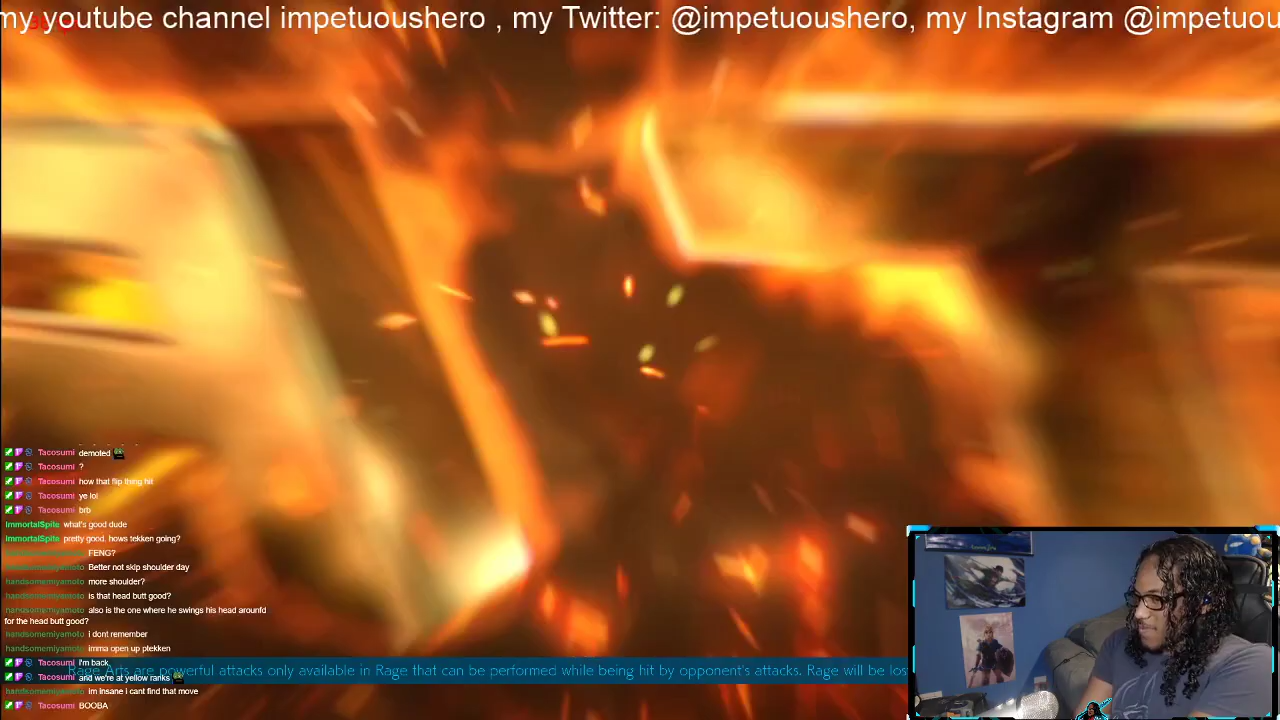 my youtube channel impetuoushero , my Twitter: @impetuoushero, my Instagram @impetuou
Tacosumi demoted
Tacosumi ?
Tacosumi how that flip thing hit
Tacosumi ye lol
Tacosumi brb
ImmortalSpite what's good dude
ImmortalSpite pretty good, hows tekken going?
handsomemiyamoto FENG?
handsomemiyamoto Better not skip shoulder day
handsomemiyamoto more shoulder?
handsomemiyamoto is that head butt good?
handsomemiyamoto also is the one where he swings his head arounfd
for the head butt good?
handsomemiyamoto i dont remember
handsomemiyamoto imma open up ptekken
Tacosumi I'm back,
Rage Arts are powerful attacks only available in Rage that can be performed while being hit by opponent's attacks. Rage will be lost
Tacosumi and we're at yellow ranks
handsomemiyamoto im insane i cant find that move
Tacosumi BOOBA